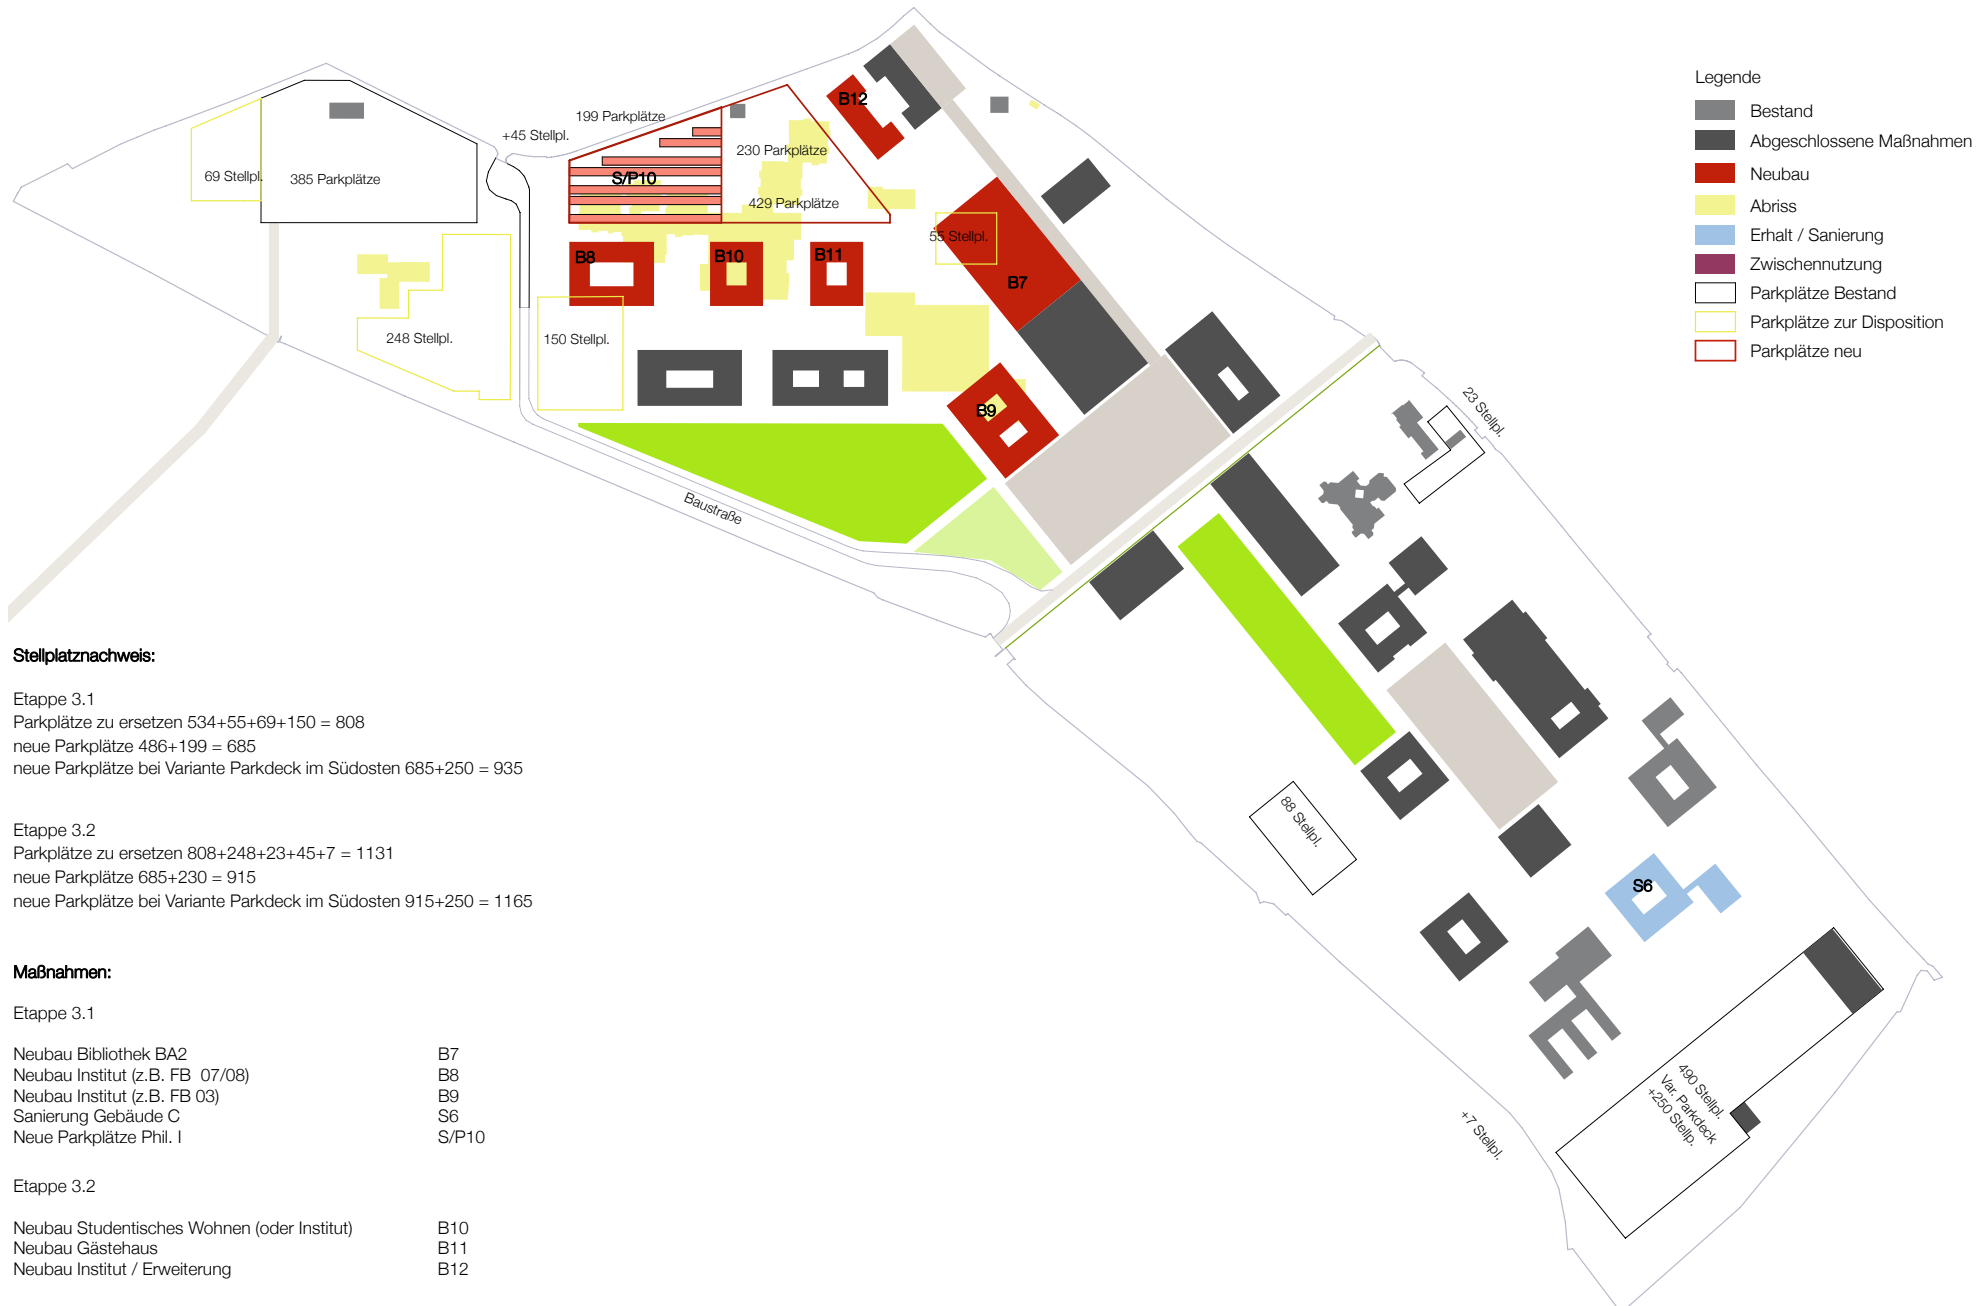 Legende
Bestand
Abgeschlossene Maßnahmen
Neubau
Abriss
Erhalt / Sanierung
Zwischennutzung
Parkplätze Bestand
Parkplätze zur Disposition
Parkplätze neu
B12
199 Parkplätze
+45 Stellpl.
230 Parkplätze
69 Stellpl.
385 Parkplätze
S/P10
429 Parkplätze
55 Stellpl.
B8
B10
B11
B7
248 Stellpl.
150 Stellpl.
B9
23 Stellpl.
Baustraße
88 Stellpl.
S6
490 Stellpl.
Var. Parkdeck
+250 Stellp.
+7 Stellpl.
Stellplatznachweis:
Etappe 3.1
Parkplätze zu ersetzen 534+55+69+150 = 808
neue Parkplätze 486+199 = 685
neue Parkplätze bei Variante Parkdeck im Südosten 685+250 = 935
Etappe 3.2
Parkplätze zu ersetzen 808+248+23+45+7 = 1131
neue Parkplätze 685+230 = 915
neue Parkplätze bei Variante Parkdeck im Südosten 915+250 = 1165
Maßnahmen:
Etappe 3.1
Neubau Bibliothek BA2 B7
Neubau Institut (z.B. FB 07/08) B8
Neubau Institut (z.B. FB 03) B9
Sanierung Gebäude C S6
Neue Parkplätze Phil. I S/P10
Etappe 3.2
Neubau Studentisches Wohnen (oder Institut) B10
Neubau Gästehaus B11
Neubau Institut / Erweiterung B12